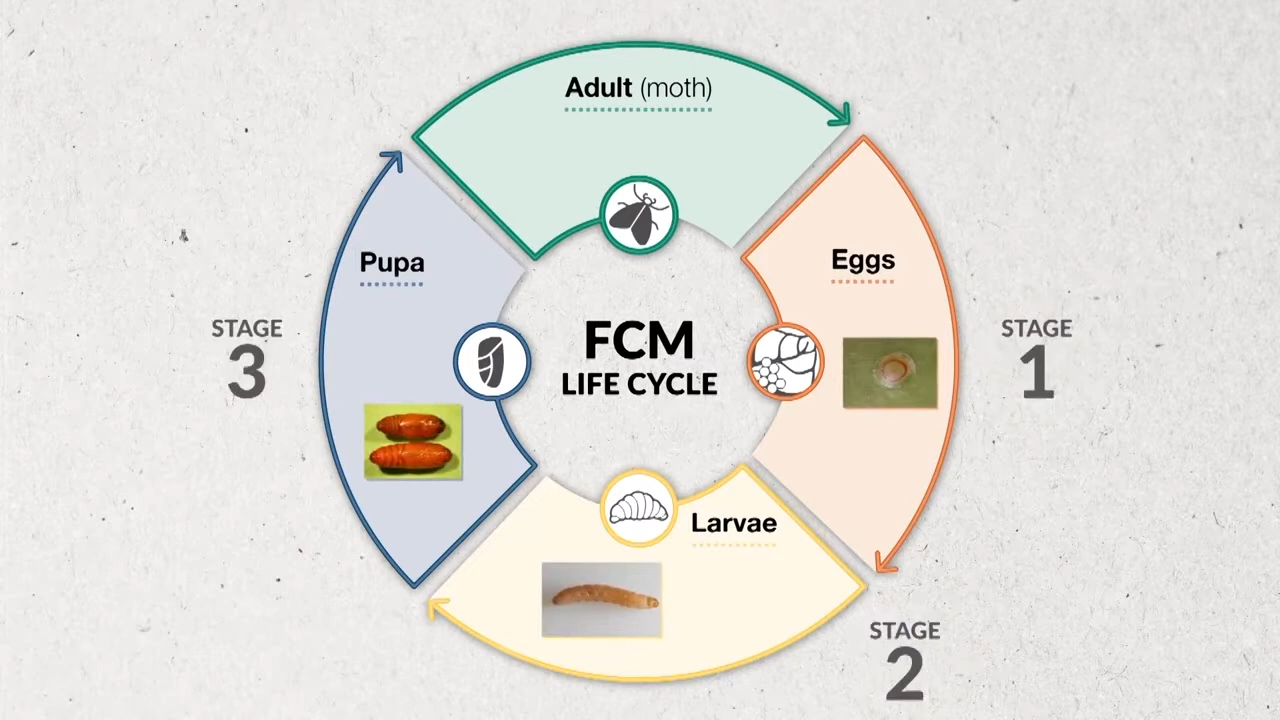 Adult (moth)
Pupa
Eggs
STAGE
3
FCM
LIFE CYCLE
STAGE
1
Larvae
STAGE
2